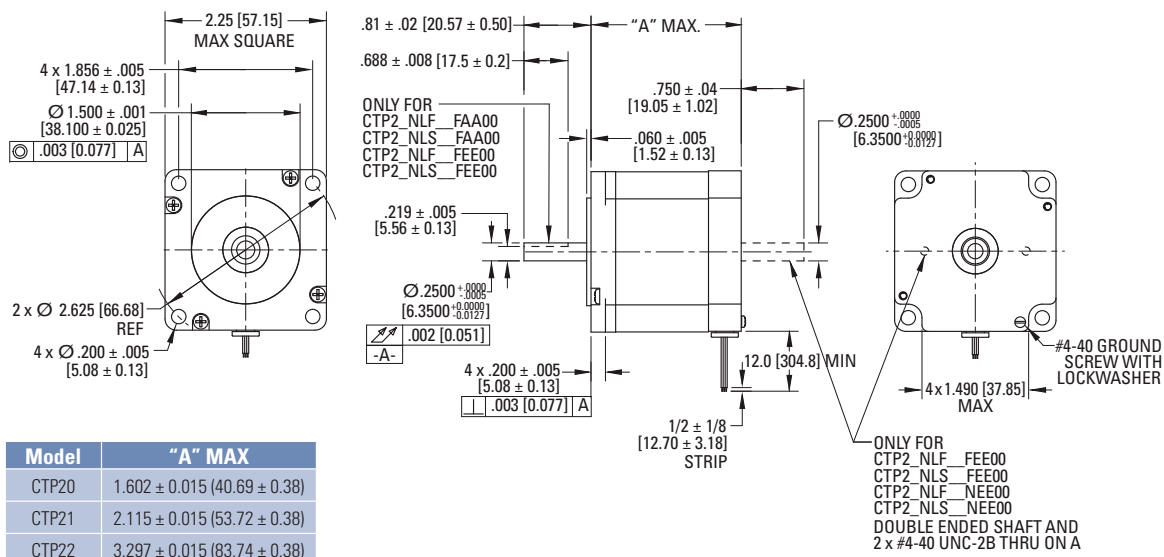 2.25 [57.15]
MAX SQUARE
4 x 1.856 ± .005
[47.14 ± 0.13]
Ø 1.500 ± .001
[38.100 ± 0.025]
◎ .003 [0.077] A
2 x Ø 2.625 [66.68]
REF
4 x Ø .200 ± .005
[5.08 ± 0.13]
.81 ± .02 (20.57 ± 0.50)
“A” MAX.
.688 ± .008 [17.5 ± 0.2]
ONLY FOR
CTP2_NLF__FAA00
CTP2_NLS__FAA00
CTP2_NLF__FEE00
CTP2_NLS__FEE00
.750 ± .04
[19.05 ± 1.02]
.060 ± .005
[1.52 ± 0.13]
.219 ± .005
[5.56 ± 0.13]
Ø.2500 +.0000 -.0005
[6.3500 +0.0000 -0.0127]
.002 [0.051]
-A-
4 x .200 ± .005
[5.08 ± 0.13]
⊥ .003 [0.077] A
12.0 [304.8] MIN
1/2 ± 1/8
[12.70 ± 3.18]
STRIP
Ø.2500 +.0000 -.0005
[6.3500 +0.0000 -0.0127]
#4-40 GROUND
SCREW WITH
LOCKWASHER
4 x 1.490 [37.85]
MAX
ONLY FOR
CTP2_NLF__FEE00
CTP2_NLS__FEE00
CTP2_NLF__NEE00
CTP2_NLS__NEE00
DOUBLE ENDED SHAFT AND
2 x #4-40 UNC-2B THRU ON A
Model “A” MAX
CTP20 1.602 ± 0.015 (40.69 ± 0.38)
CTP21 2.115 ± 0.015 (53.72 ± 0.38)
CTP22 3.297 ± 0.015 (83.74 ± 0.38)